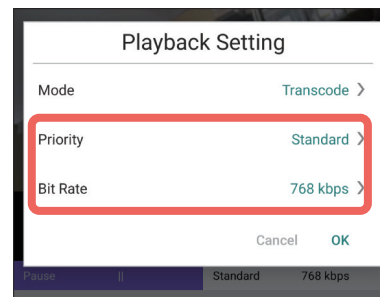 Playback Setting
Mode Transcode >
Priority Standard >
Bit Rate 768 kbps >
Cancel OK
Pause || Standard 768 kbps